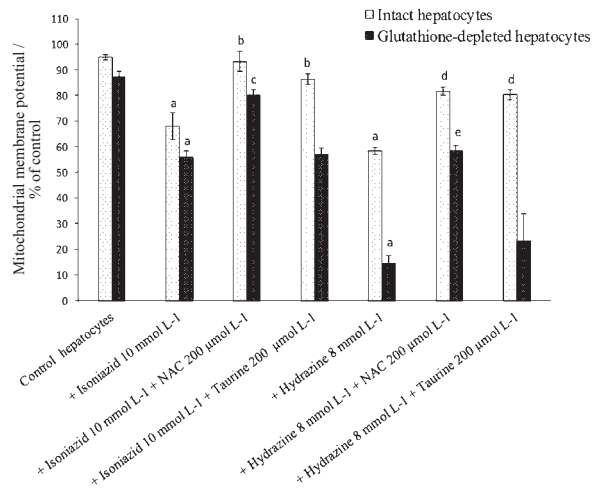 Intact hepatocytes
Glutathione-depleted hepatocytes
Mitochondrial membrane potential /
% of control
110
100
90
80
70
60
50
40
30
20
10
0
a
a
b
c
b
a
a
d
e
d
Control hepatocytes
+ Isoniazid 10 mmol L-1
+ Isoniazid 10 mmol L-1 + NAC 200 µmol L-1
+ Isoniazid 10 mmol L-1 + Taurine 200 µmol L-1
+ Hydrazine 8 mmol L-1
+ Hydrazine 8 mmol L-1 + NAC 200 µmol L-1
+ Hydrazine 8 mmol L-1 + Taurine 200 µmol L-1